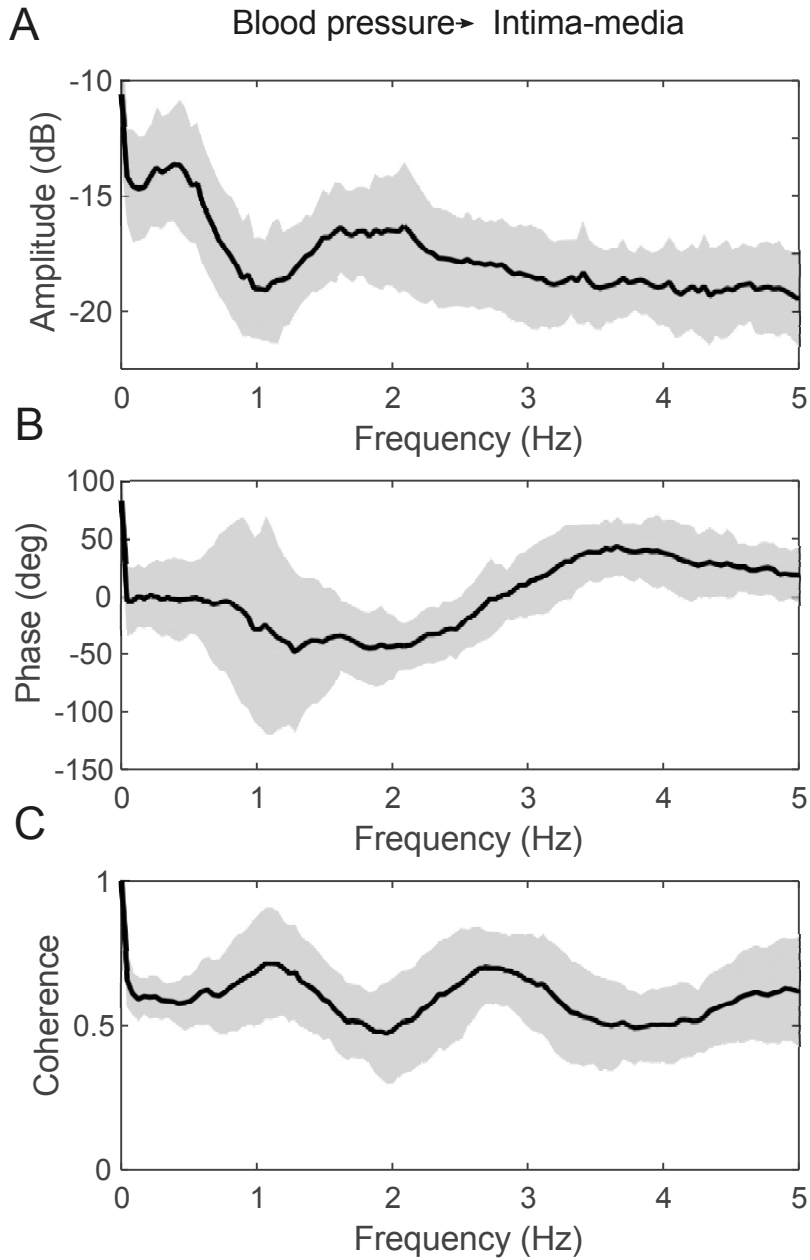 A
Blood pressure→ Intima-media
-10
-15
-20
Amplitude (dB)
0 1 2 3 4 5
Frequency (Hz)
B
100
50
0
-50
-100
-150
Phase (deg)
0 1 2 3 4 5
Frequency (Hz)
C
1
0.5
0
Coherence
0 1 2 3 4 5
Frequency (Hz)